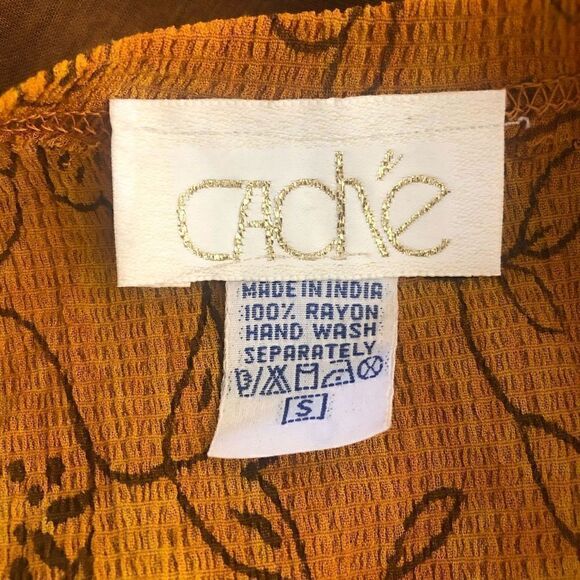 CAché
MADE IN INDIA
100% RAYON
HAND WASH
SEPARATELY
[S]